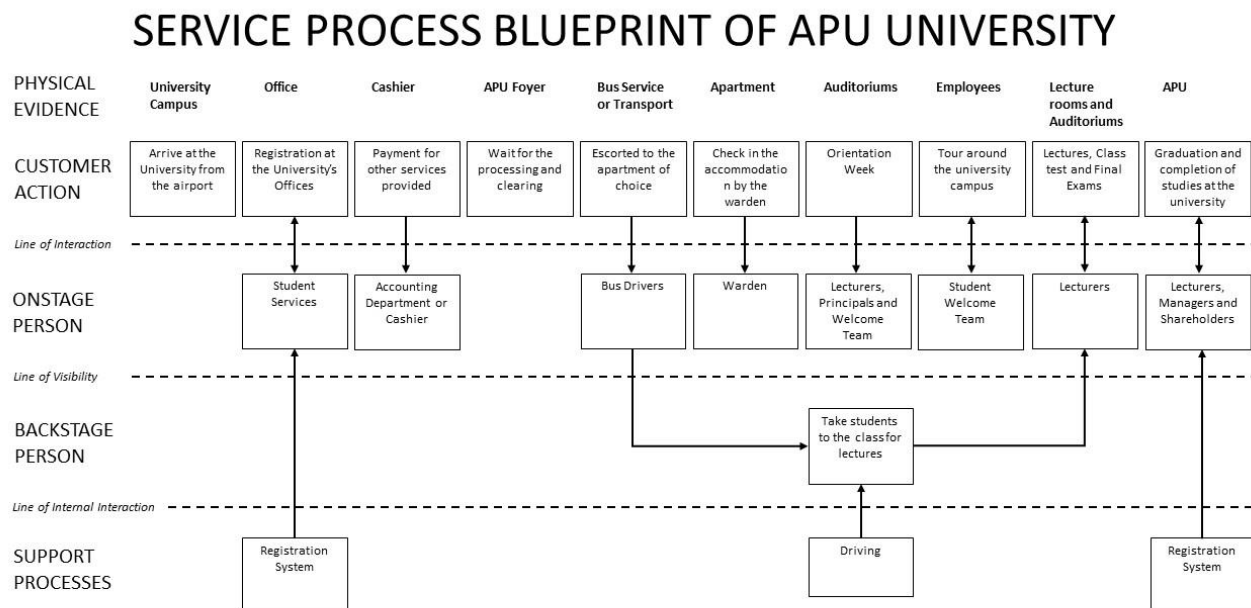 SERVICE PROCESS BLUEPRINT OF APU UNIVERSITY
PHYSICAL
EVIDENCE
University
Campus
Office
Cashier
APU Foyer
Bus Service
or Transport
Apartment
Auditoriums
Employees
Lecture
rooms and
Auditoriums
APU
CUSTOMER
ACTION
Arrive at the
University from
the airport
Registration at
the University's
Offices
Payment for
other services
provided
Wait for the
processing and
clearing
Escorted to the
apartment of
choice
Check in the
accommodatio
n by the
warden
Orientation
Week
Tour around
the university
campus
Lectures, Class
test and Final
Exams
Graduation and
completion of
studies at the
university
Line of Interaction
ONSTAGE
PERSON
Student
Services
Accounting
Department or
Cashier
Bus Drivers
Warden
Lecturers,
Principals and
Welcome
Team
Student
Welcome
Team
Lecturers
Lecturers,
Managers and
Shareholders
Line of Visibility
BACKSTAGE
PERSON
Take students
to the class for
lectures
Line of Internal Interaction
SUPPORT
PROCESSES
Registration
System
Driving
Registration
System